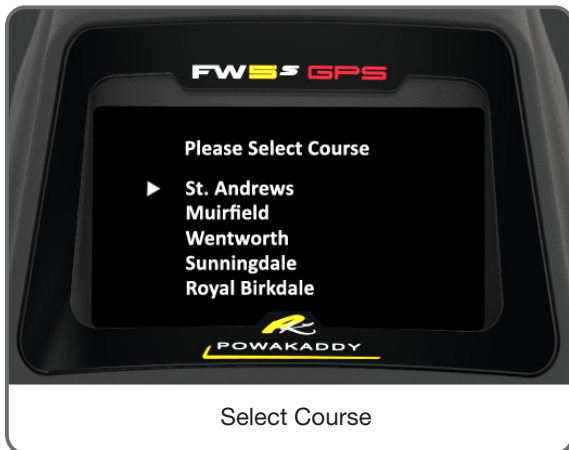 FW5s GPS
Please Select Course
▶ St. Andrews
Muirfield
Wentworth
Sunningdale
Royal Birkdale
POWAKADDY
Select Course